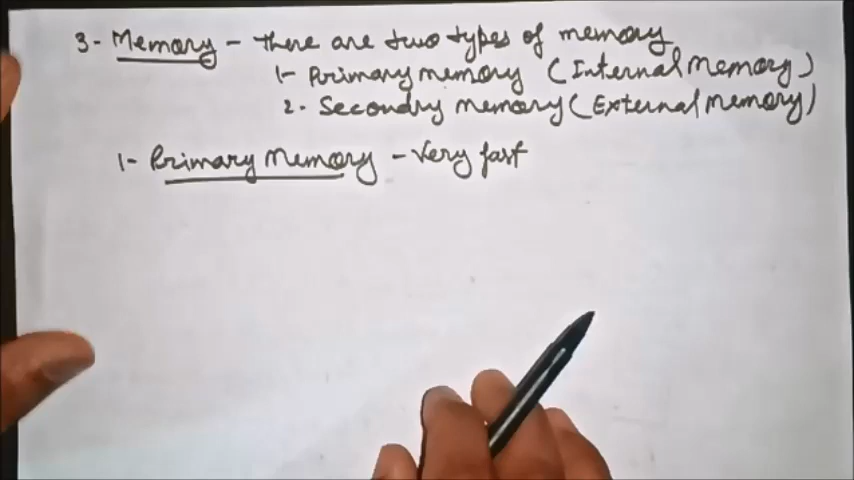 3- Memory - There are two types of memory
1- Primary memory (Internal Memory)
2. Secondry memory (External Memory)
1- Primary Memory - Very fast